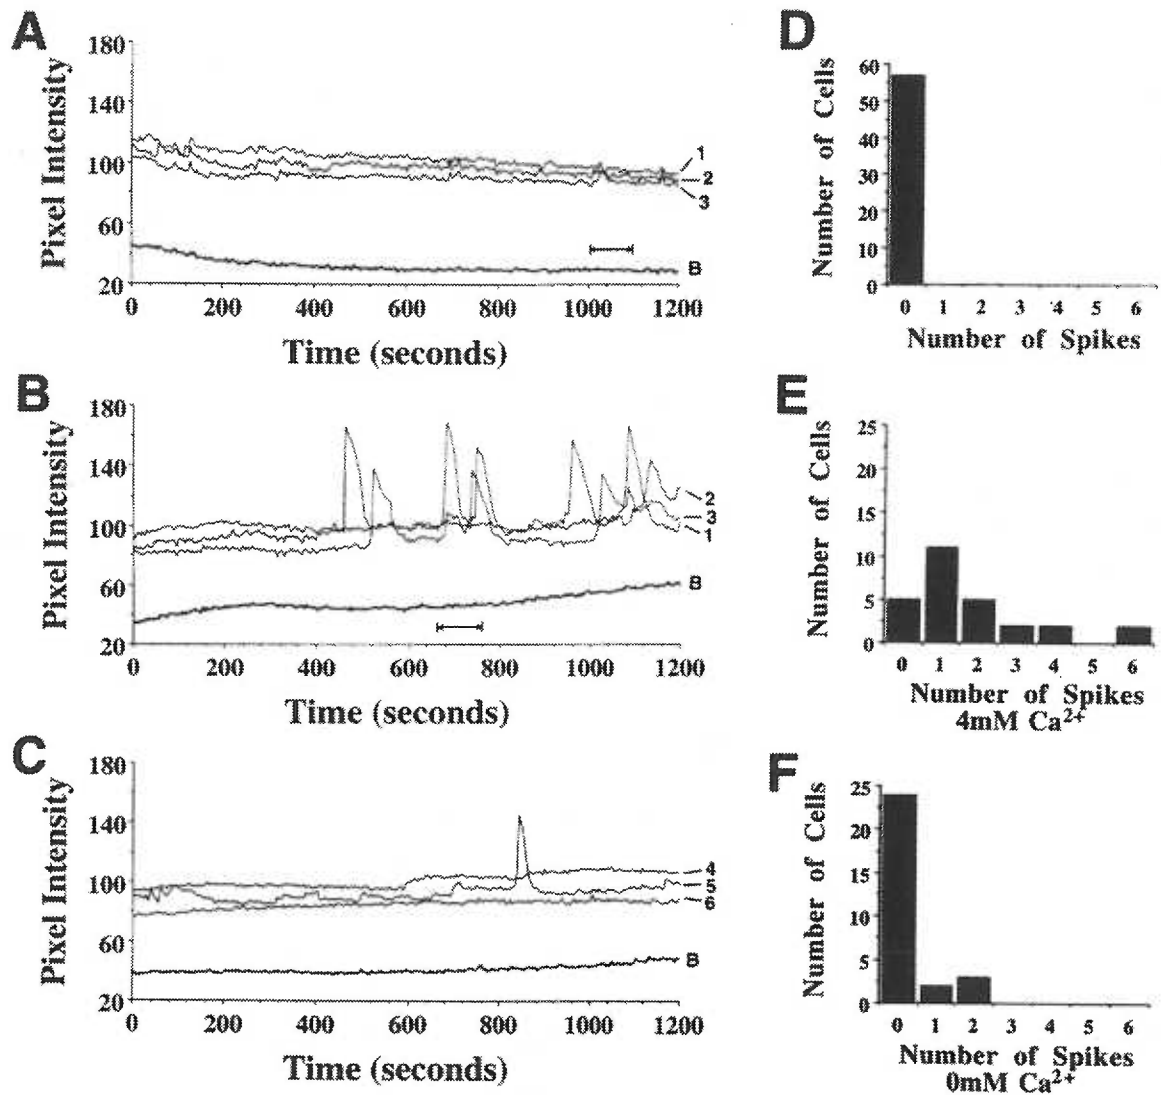 A
Pixel Intensity
180
140
100
60
20
1
2
3
B
0 200 400 600 800 1000 1200
Time (seconds)
D
Number of Cells
60
50
40
30
20
10
0
0 1 2 3 4 5 6
Number of Spikes
B
Pixel Intensity
180
140
100
60
20
2
3
1
B
0 200 400 600 800 1000 1200
Time (seconds)
E
Number of Cells
25
20
15
10
5
0
0 1 2 3 4 5 6
Number of Spikes
4mM Ca²⁺
C
Pixel Intensity
180
140
100
60
20
4
5
6
B
0 200 400 600 800 1000 1200
Time (seconds)
F
Number of Cells
25
20
15
10
5
0
0 1 2 3 4 5 6
Number of Spikes
0mM Ca²⁺